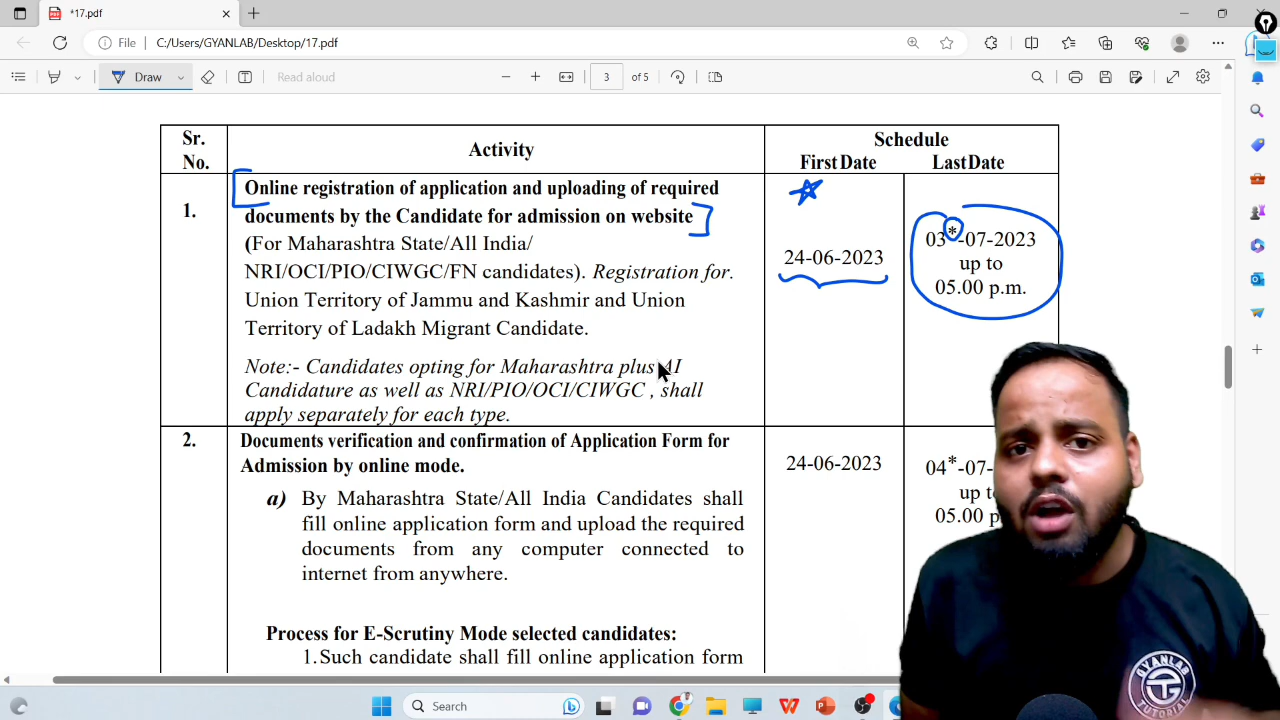 *17.pdf
File
C:/Users/GYANLAB/Desktop/17.pdf
Draw
Read aloud
3
of 5
Sr. No.
Activity
Schedule
First Date
Last Date
1.
Online registration of application and uploading of required
documents by the Candidate for admission on website
(For Maharashtra State/All India/
NRI/OCI/PIO/CIWGC/FN candidates). Registration for.
Union Territory of Jammu and Kashmir and Union
Territory of Ladakh Migrant Candidate.
Note:- Candidates opting for Maharashtra plus AI
Candidature as well as NRI/PIO/OCI/CIWGC , shall
apply separately for each type.
24-06-2023
03*-07-2023
up to
05.00 p.m.
2.
Documents verification and confirmation of Application Form for
Admission by online mode.
a) By Maharashtra State/All India Candidates shall
fill online application form and upload the required
documents from any computer connected to
internet from anywhere.
Process for E-Scrutiny Mode selected candidates:
1.Such candidate shall fill online application form
24-06-2023
04*-07-
up
05.00 p
GYANLAB
TUTORIAL
Search